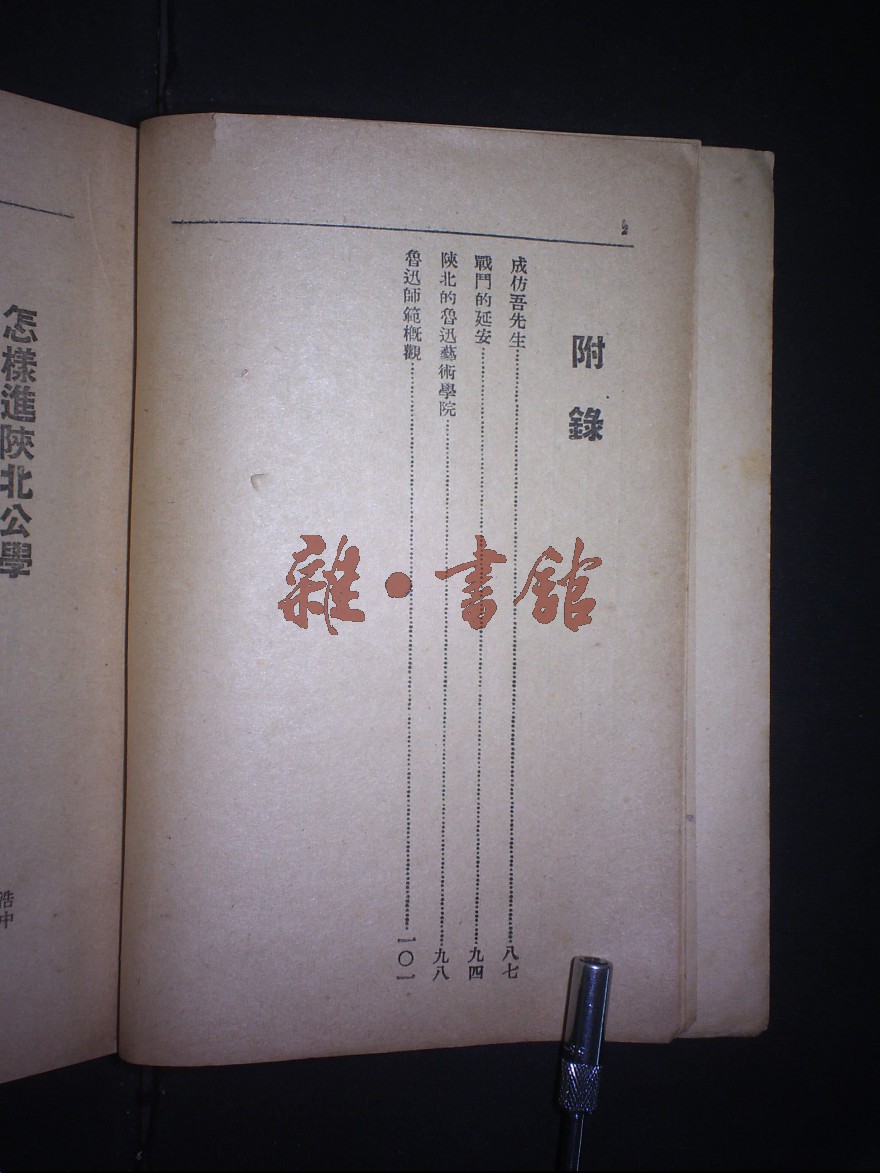 2
附錄
成仿吾先生……八七
戰鬥的延安……九四
陝北的魯迅藝術學院……九八
魯迅師範概觀……一〇一
怎樣進陝北公學
浩中
雜·書館